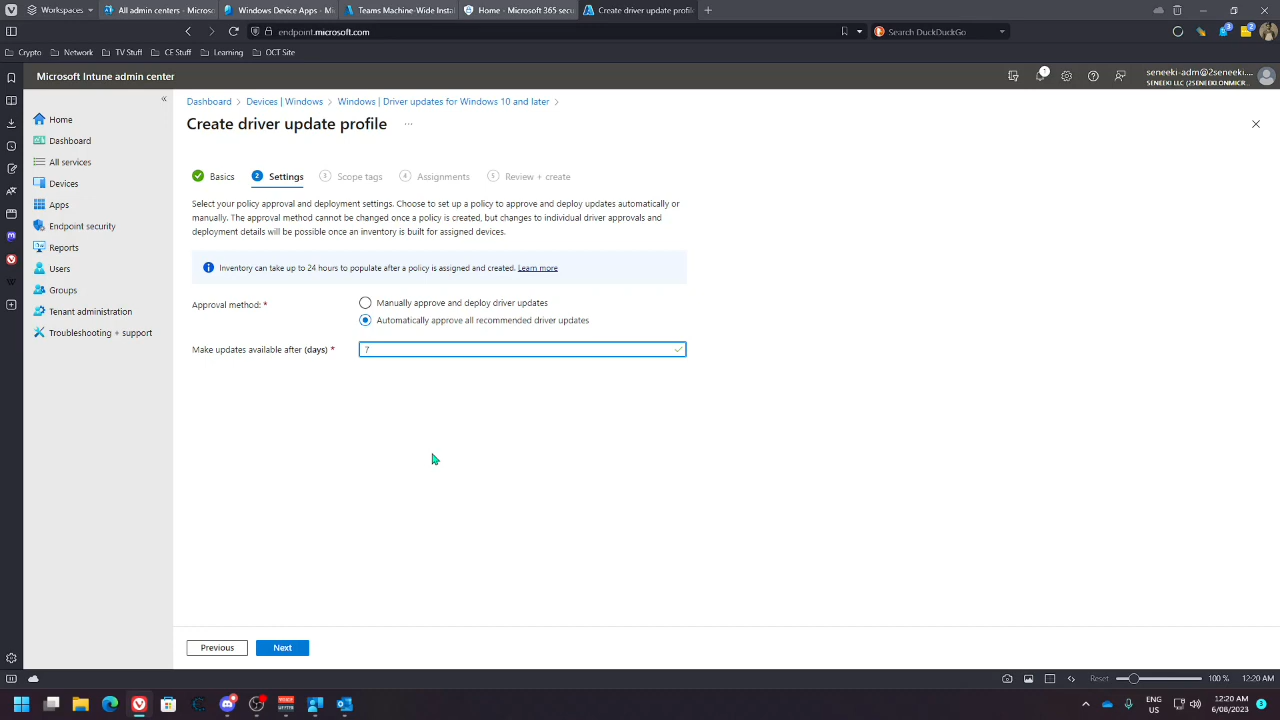 Workspaces
All admin centers - Micros
Windows Device Apps - M
Teams Machine-Wide Insta
Home - Microsoft 365 secu
Create driver update profil
endpoint.microsoft.com
Search DuckDuckGo
3
2
Crypto
Network
TV Stuff
CF Stuff
Learning
OCT Site
Microsoft Intune admin center
1
seneeki-adm@2seneeki....
SENEEKI LLC (2SENEEKI.ONMICR...
Home
Dashboard
All services
Devices
Apps
Endpoint security
Reports
Users
Groups
Tenant administration
Troubleshooting + support
Dashboard > Devices | Windows > Windows | Driver updates for Windows 10 and later >
Create driver update profile ...
Basics
2 Settings
3 Scope tags
4 Assignments
5 Review + create
Select your policy approval and deployment settings. Choose to set up a policy to approve and deploy updates automatically or
manually. The approval method cannot be changed once a policy is created, but changes to individual driver approvals and
deployment details will be possible once an inventory is built for assigned devices.
Inventory can take up to 24 hours to populate after a policy is assigned and created. Learn more
Approval method: *
Manually approve and deploy driver updates
Automatically approve all recommended driver updates
Make updates available after (days) *
7
Previous
Next
Reset
100 %
12:20 AM
ENG
US
12:20 AM
6/08/2023
3